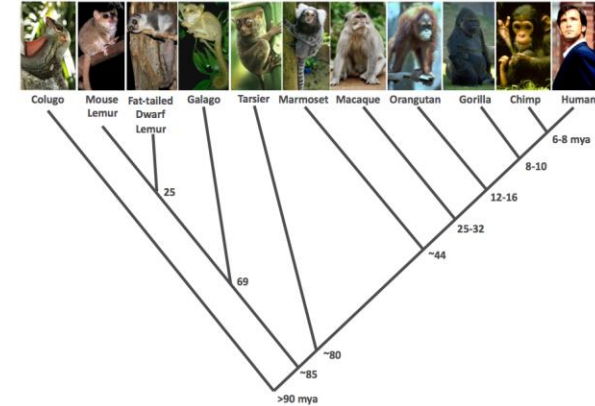 Colugo
Mouse
Lemur
Fat-tailed
Dwarf
Lemur
Galago
Tarsier
Marmoset
Macaque
Orangutan
Gorilla
Chimp
Human
6-8 mya
8-10
12-16
25
25-32
~44
69
~80
~85
>90 mya